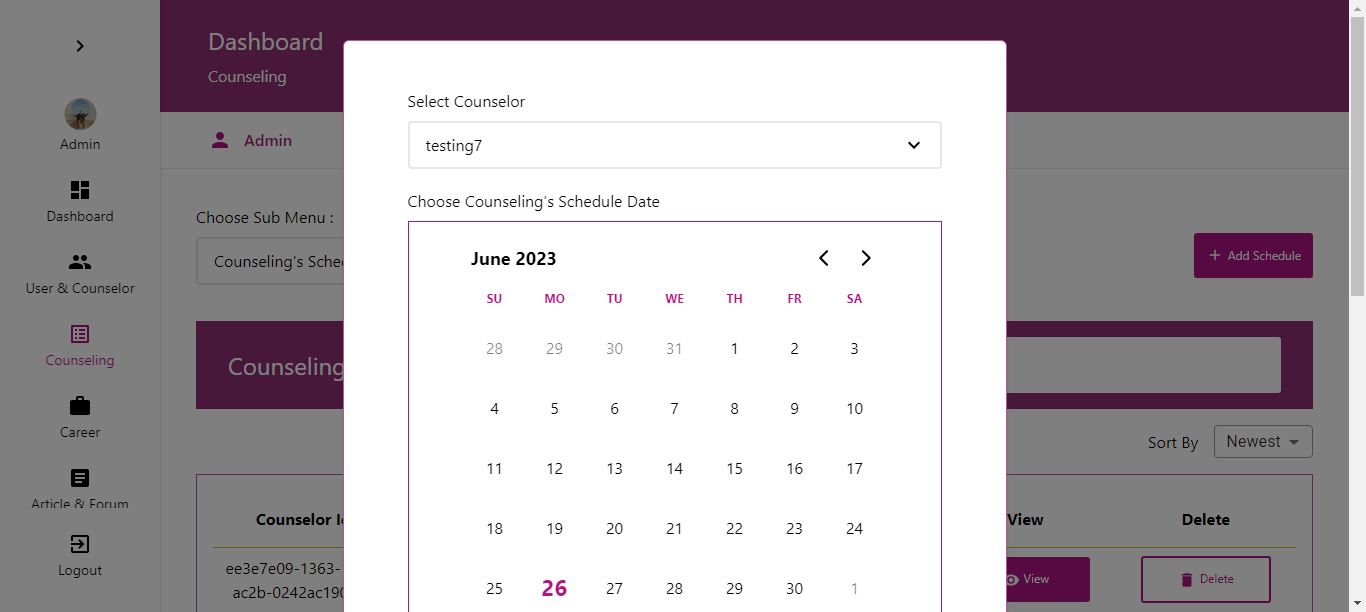 Dashboard
Counseling
Admin
Dashboard
User & Counselor
Counseling
Career
Article & Forum
Logout
Admin
Choose Sub Menu :
Counseling's Sche
Add Schedule
Counseling
Sort By Newest
Counselor I
View Delete
ee3e7e09-1363-
ac2b-0242ac190
View Delete
Select Counselor
testing7
Choose Counseling's Schedule Date
June 2023
SU MO TU WE TH FR SA
28 29 30 31 1 2 3
4 5 6 7 8 9 10
11 12 13 14 15 16 17
18 19 20 21 22 23 24
25 26 27 28 29 30 1